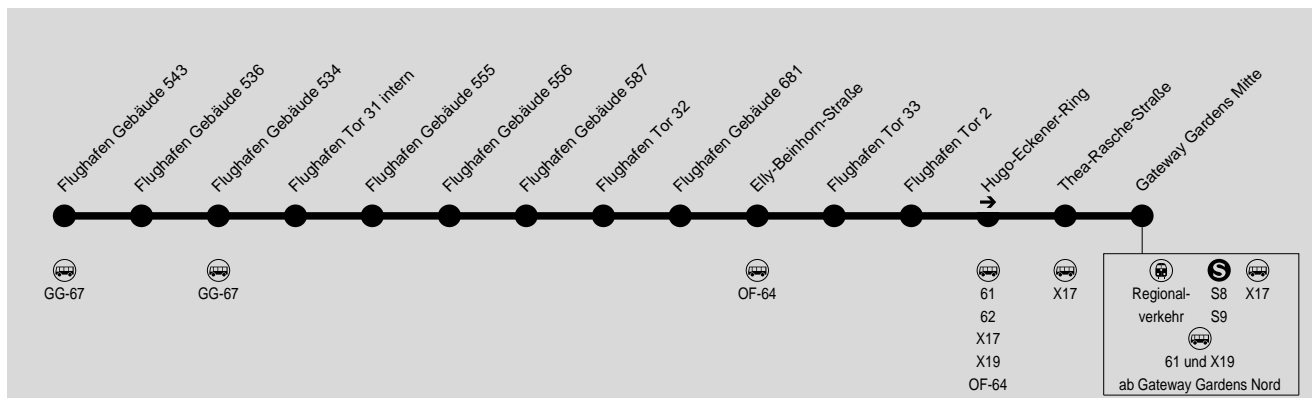 Flughafen Gebäude 543
Flughafen Gebäude 536
Flughafen Gebäude 534
Flughafen Tor 31 intern
Flughafen Gebäude 555
Flughafen Gebäude 556
Flughafen Gebäude 587
Flughafen Tor 32
Flughafen Gebäude 681
Elly-Beinhorn-Straße
Flughafen Tor 33
Flughafen Tor 2
Hugo-Eckener-Ring
Thea-Rasche-Straße
Gateway Gardens Mitte
GG-67
GG-67
OF-64
61
62
X17
X19
OF-64
X17
S
Regional- S8 X17
verkehr S9
61 und X19
ab Gateway Gardens Nord